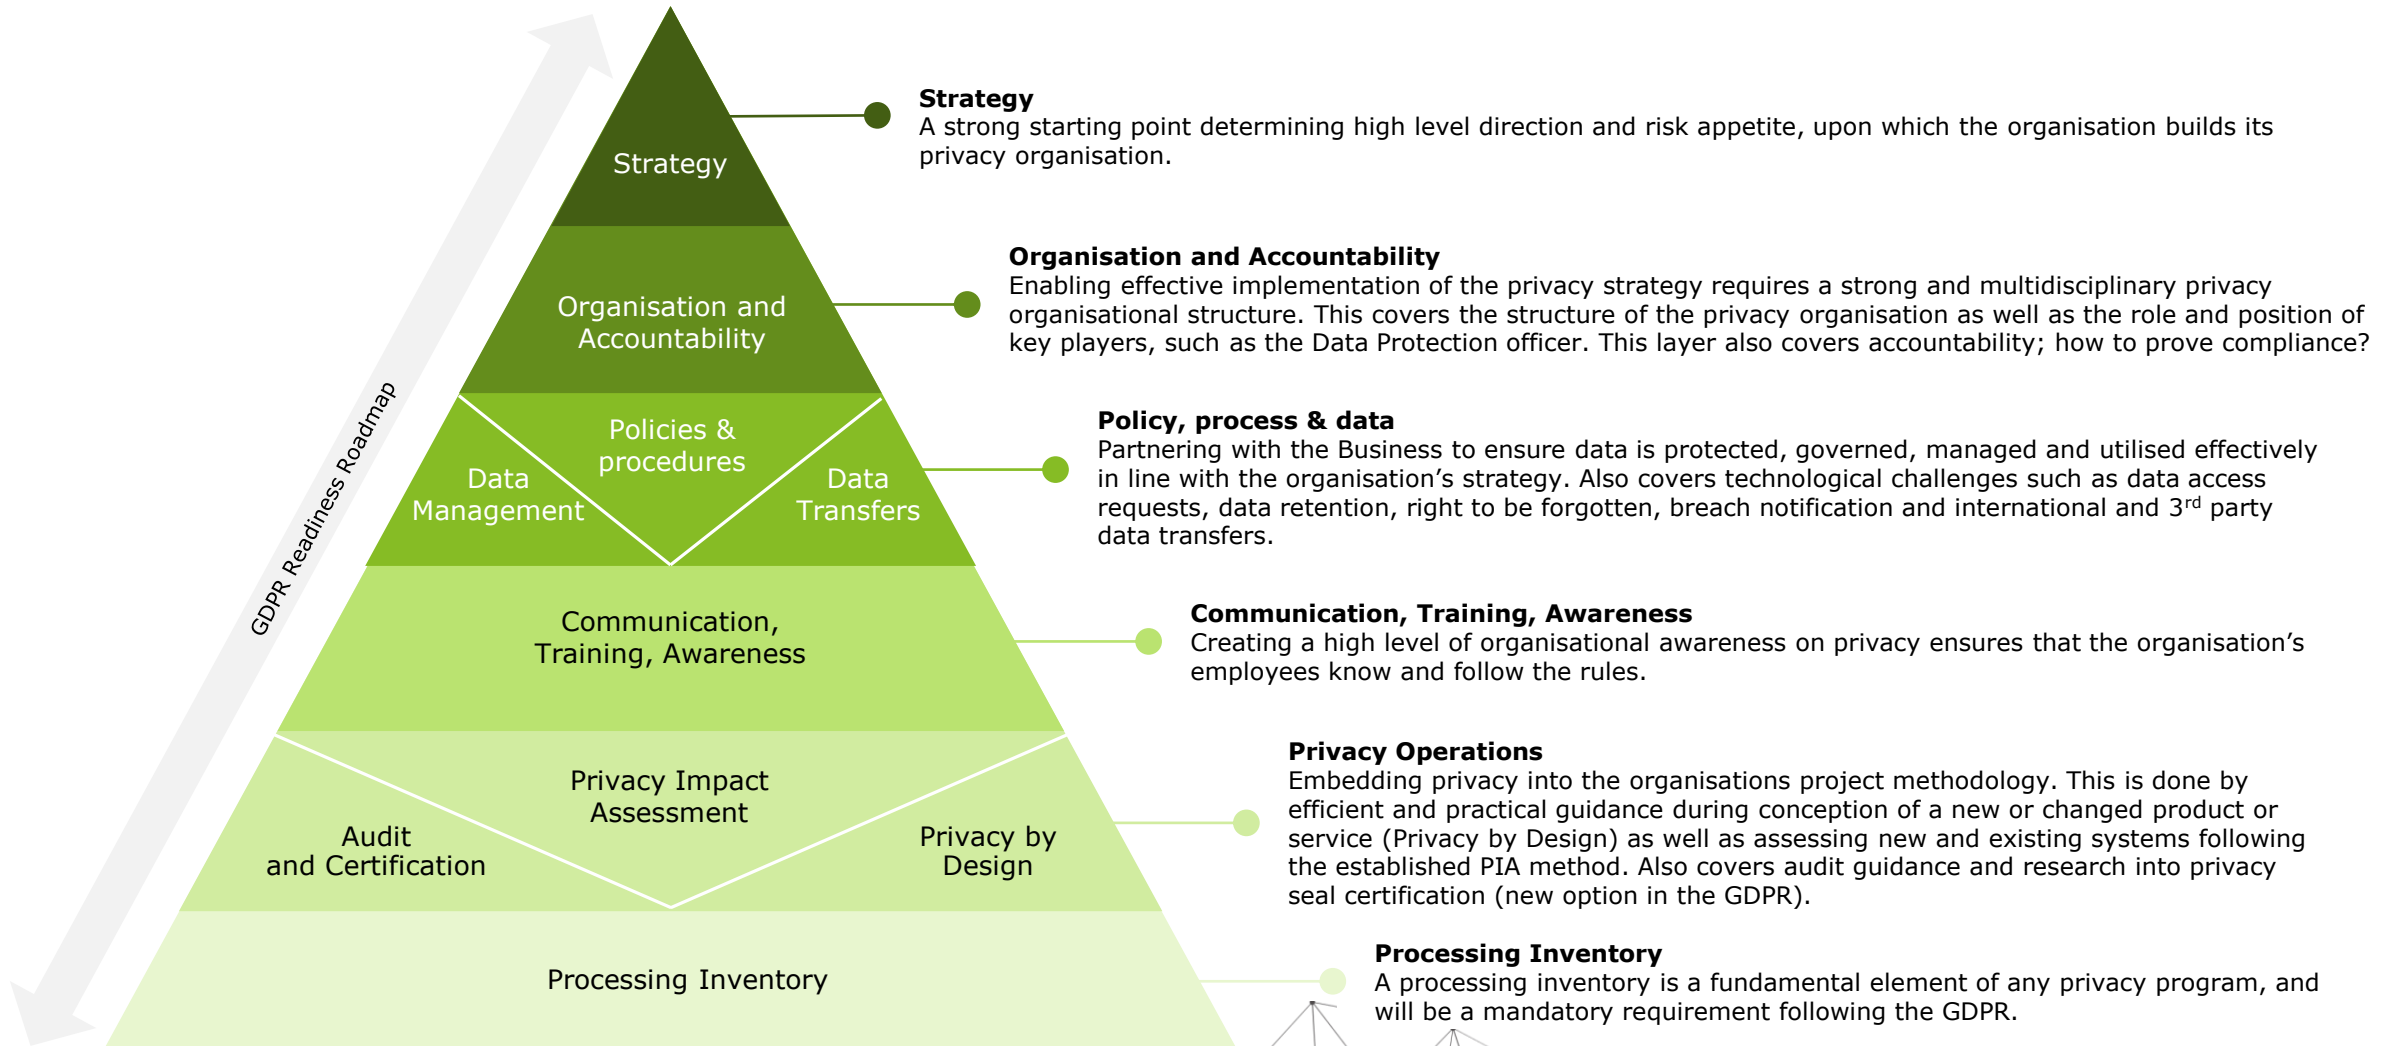 Strategy
A strong starting point determining high level direction and risk appetite, upon which the organisation builds its
privacy organisation.
Strategy
Organisation and Accountability
Enabling effective implementation of the privacy strategy requires a strong and multidisciplinary privacy
organisational structure. This covers the structure of the privacy organisation as well as the role and position of
key players, such as the Data Protection officer. This layer also covers accountability; how to prove compliance?
Organisation and
Accountability
GDPR Readiness Roadmap
Policy, process & data
Partnering with the Business to ensure data is protected, governed, managed and utilised effectively
in line with the organisation’s strategy. Also covers technological challenges such as data access
requests, data retention, right to be forgotten, breach notification and international and 3rd party
data transfers.
Policies &
procedures
Data
Management
Data
Transfers
Communication, Training, Awareness
Creating a high level of organisational awareness on privacy ensures that the organisation’s
employees know and follow the rules.
Communication,
Training, Awareness
Privacy Operations
Embedding privacy into the organisations project methodology. This is done by
efficient and practical guidance during conception of a new or changed product or
service (Privacy by Design) as well as assessing new and existing systems following
the established PIA method. Also covers audit guidance and research into privacy
seal certification (new option in the GDPR).
Privacy Impact
Assessment
Audit
and Certification
Privacy by
Design
Processing Inventory
A processing inventory is a fundamental element of any privacy program, and
will be a mandatory requirement following the GDPR.
Processing Inventory